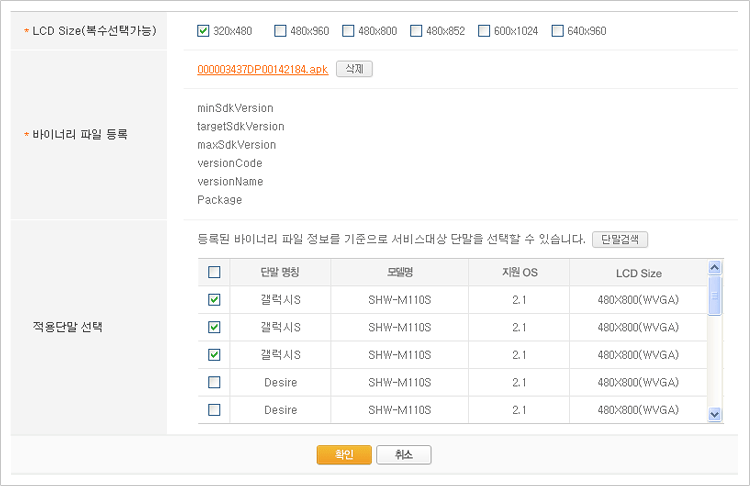 * LCD Size(복수선택가능) 320x480 480x960 480x800 480x852 600x1024 640x960
000003437DP00142184.apk 삭제
* 바이너리 파일 등록
minSdkVersion
targetSdkVersion
maxSdkVersion
versionCode
versionName
Package
등록된 바이너리 파일 정보를 기준으로 서비스대상 단말을 선택할 수 있습니다. 단말검색
적용단말 선택
단말 명칭 모델명 지원 OS LCD Size
갤럭시S SHW-M110S 2.1 480X800(WVGA)
갤럭시S SHW-M110S 2.1 480X800(WVGA)
갤럭시S SHW-M110S 2.1 480X800(WVGA)
Desire SHW-M110S 2.1 480X800(WVGA)
Desire SHW-M110S 2.1 480X800(WVGA)
확인 취소